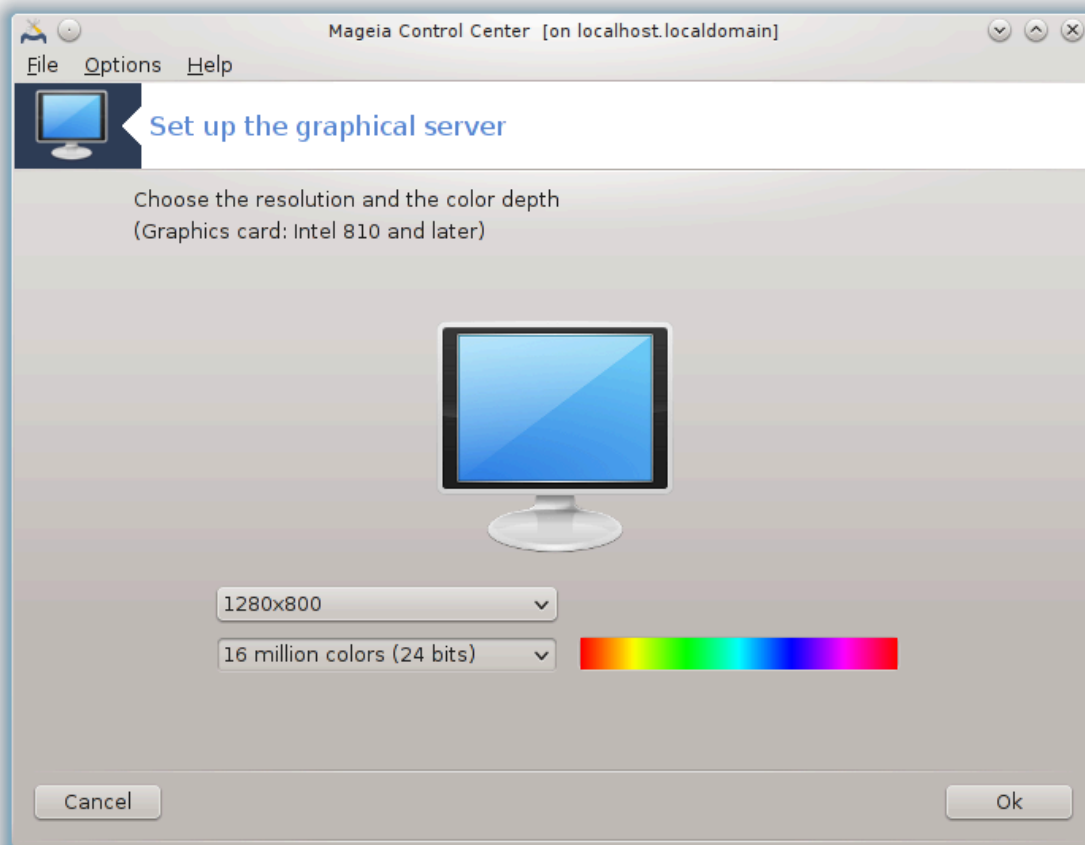 Mageia Control Center [on localhost.localdomain]
File Options Help
Set up the graphical server
Choose the resolution and the color depth
(Graphics card: Intel 810 and later)
1280x800
16 million colors (24 bits)
Cancel Ok